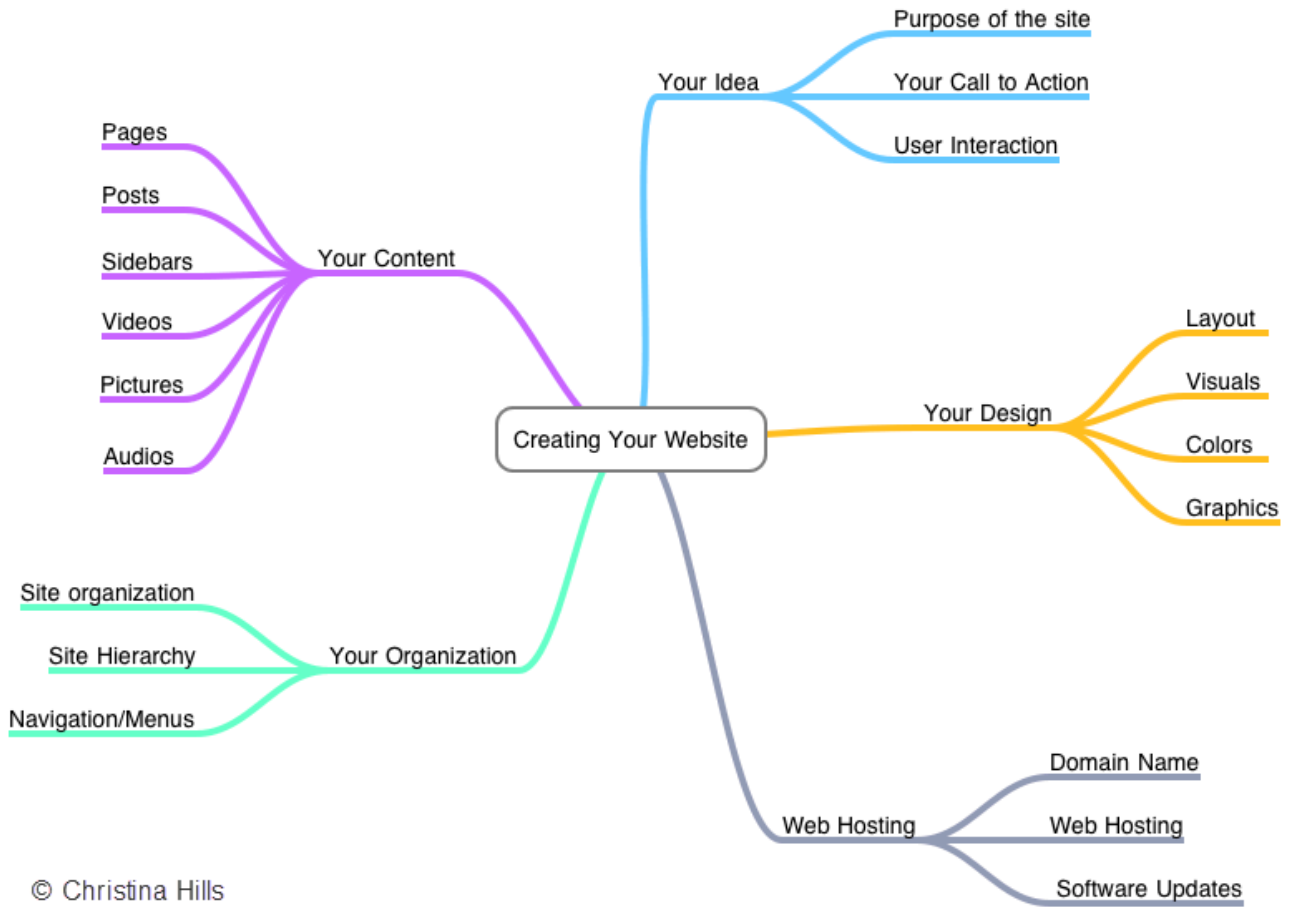 Purpose of the site
Your Idea
Your Call to Action
User Interaction
Pages
Posts
Your Content
Sidebars
Videos
Pictures
Audios
Layout
Visuals
Your Design
Colors
Graphics
Creating Your Website
Site organization
Site Hierarchy
Your Organization
Navigation/Menus
Domain Name
Web Hosting
Web Hosting
Software Updates
© Christina Hills